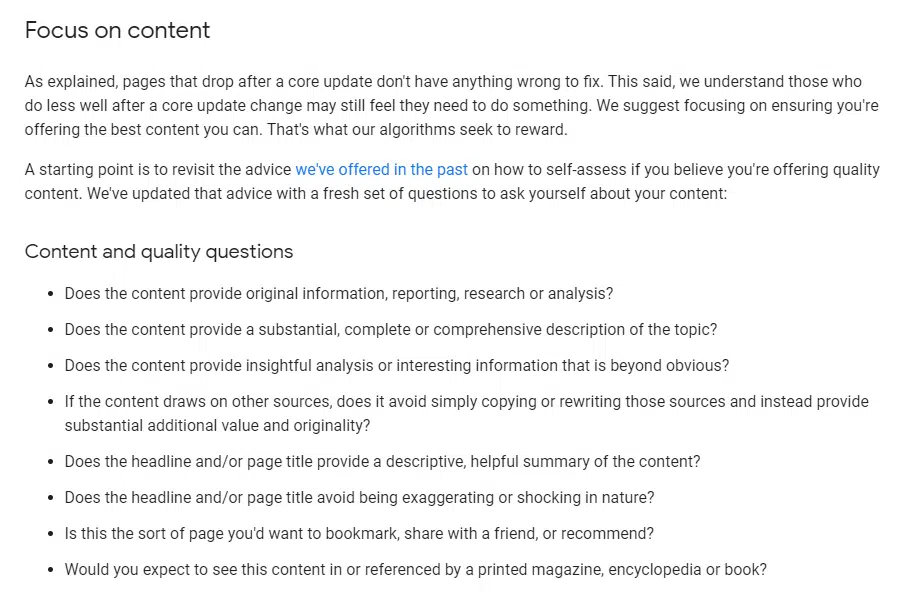 Focus on content
As explained, pages that drop after a core update don't have anything wrong to fix. This said, we understand those who
do less well after a core update change may still feel they need to do something. We suggest focusing on ensuring you're
offering the best content you can. That's what our algorithms seek to reward.
A starting point is to revisit the advice we've offered in the past on how to self-assess if you believe you're offering quality
content. We've updated that advice with a fresh set of questions to ask yourself about your content:
Content and quality questions
• Does the content provide original information, reporting, research or analysis?
• Does the content provide a substantial, complete or comprehensive description of the topic?
• Does the content provide insightful analysis or interesting information that is beyond obvious?
• If the content draws on other sources, does it avoid simply copying or rewriting those sources and instead provide
substantial additional value and originality?
• Does the headline and/or page title provide a descriptive, helpful summary of the content?
• Does the headline and/or page title avoid being exaggerating or shocking in nature?
• Is this the sort of page you'd want to bookmark, share with a friend, or recommend?
• Would you expect to see this content in or referenced by a printed magazine, encyclopedia or book?